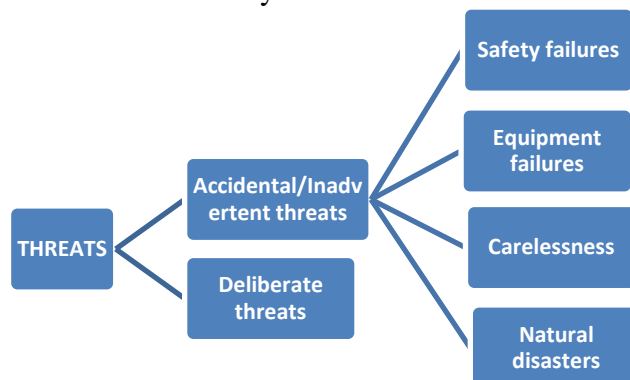 y
Safety failures
Equipment
failures
Accidental/Inadv
ertent threats
THREATS
Carelessness
Deliberate
threats
Natural
disasters